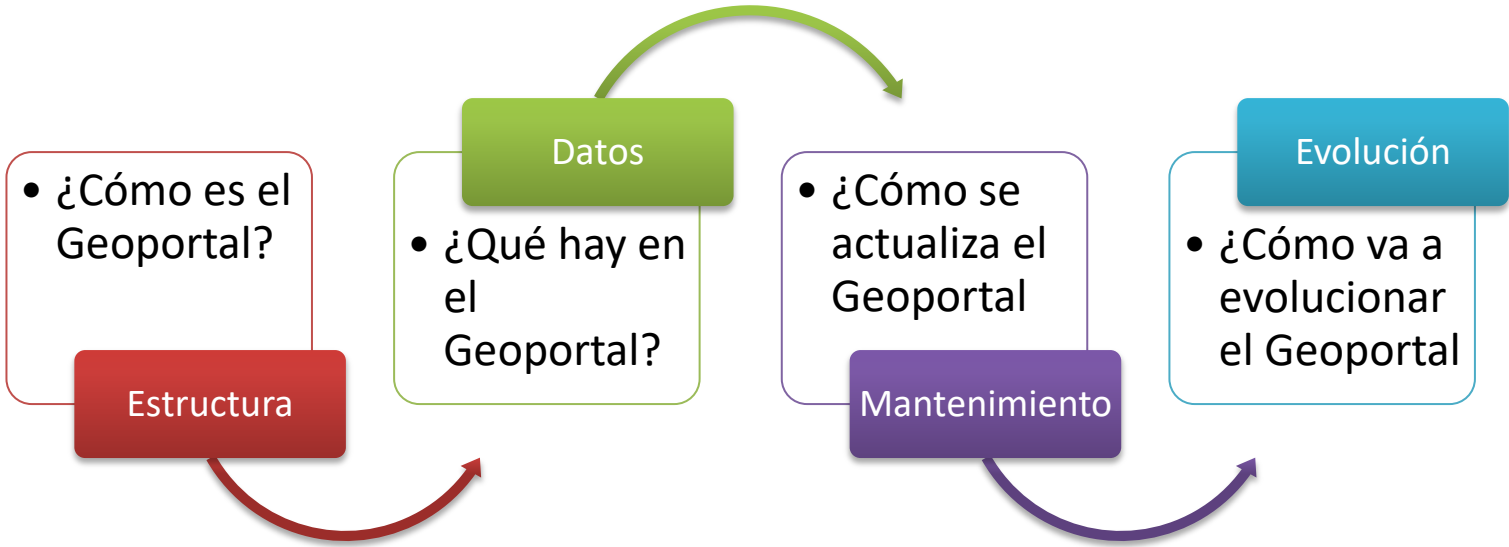 • ¿Cómo es el
Geoportal?
Estructura
Datos
• ¿Qué hay en
el
Geoportal?
• ¿Cómo se
actualiza el
Geoportal
Mantenimiento
Evolución
• ¿Cómo va a
evolucionar
el Geoportal